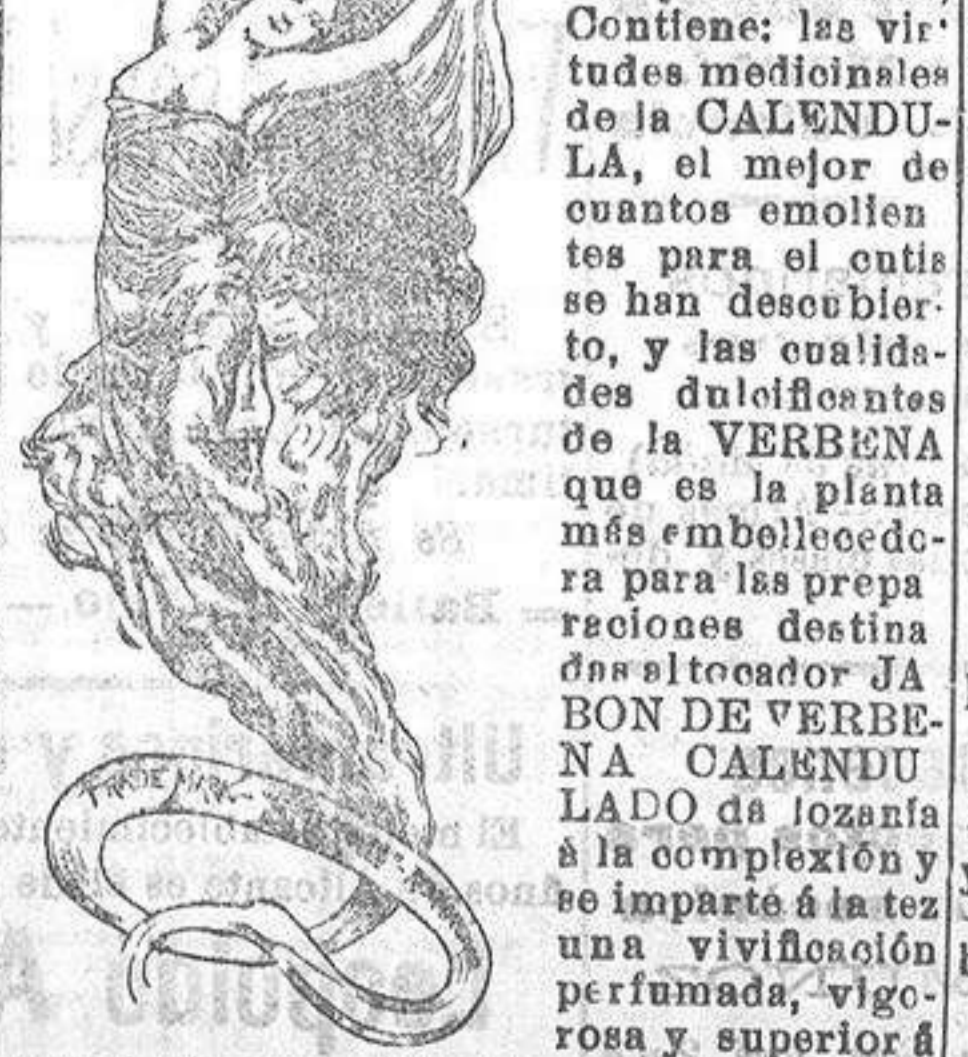 TRADE MARK
Contiene: las vir-
tudes medicinales
de la CALENDU-
LA, el mejor de
cuantos emolien
tes para el cutis
se han descubier-
to, y las cualida-
des dulcificantes
de la VERBENA
que es la planta
más embellecedo-
ra para las prepa
raciones destina
das al tocador JA
BON DE VERBE-
NA CALENDU
LADO da lozanía
á la complexión y
se imparte á la tez
una vivificación
perfumada, vigo-
rosa y superior á